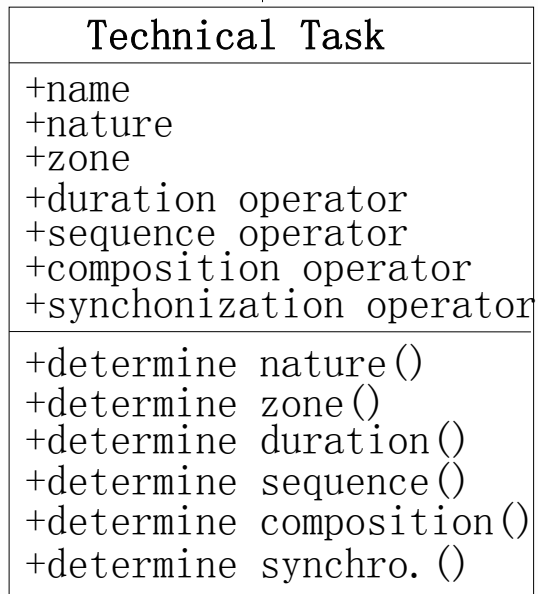 Technical Task
+name
+nature
+zone
+duration operator
+sequence operator
+composition operator
+synchonization operator
+determine nature()
+determine zone()
+determine duration()
+determine sequence()
+determine composition()
+determine synchro.()